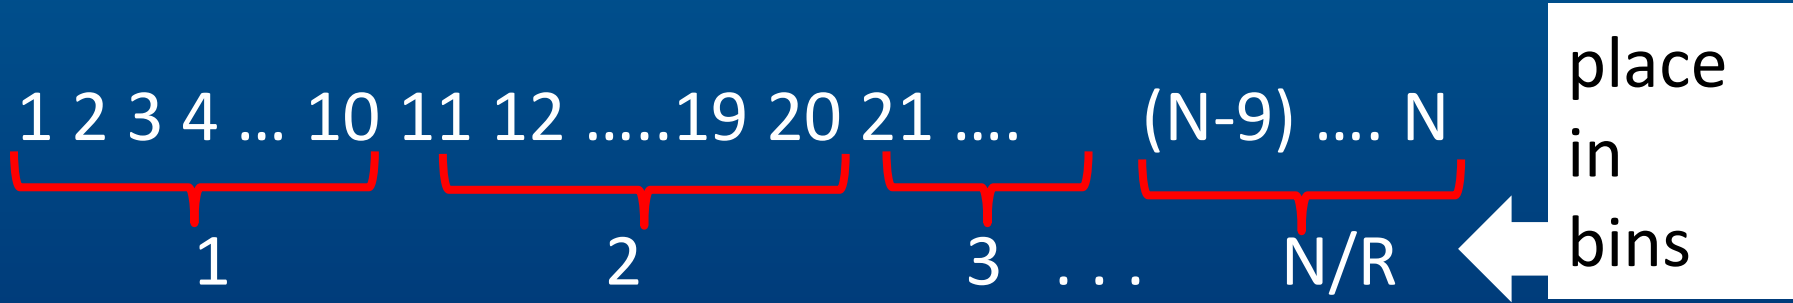 1 2 3 4 ... 10 11 12 .....19 20 21 .... (N-9) .... N
1 2 3 . . . N/R
place
in
bins